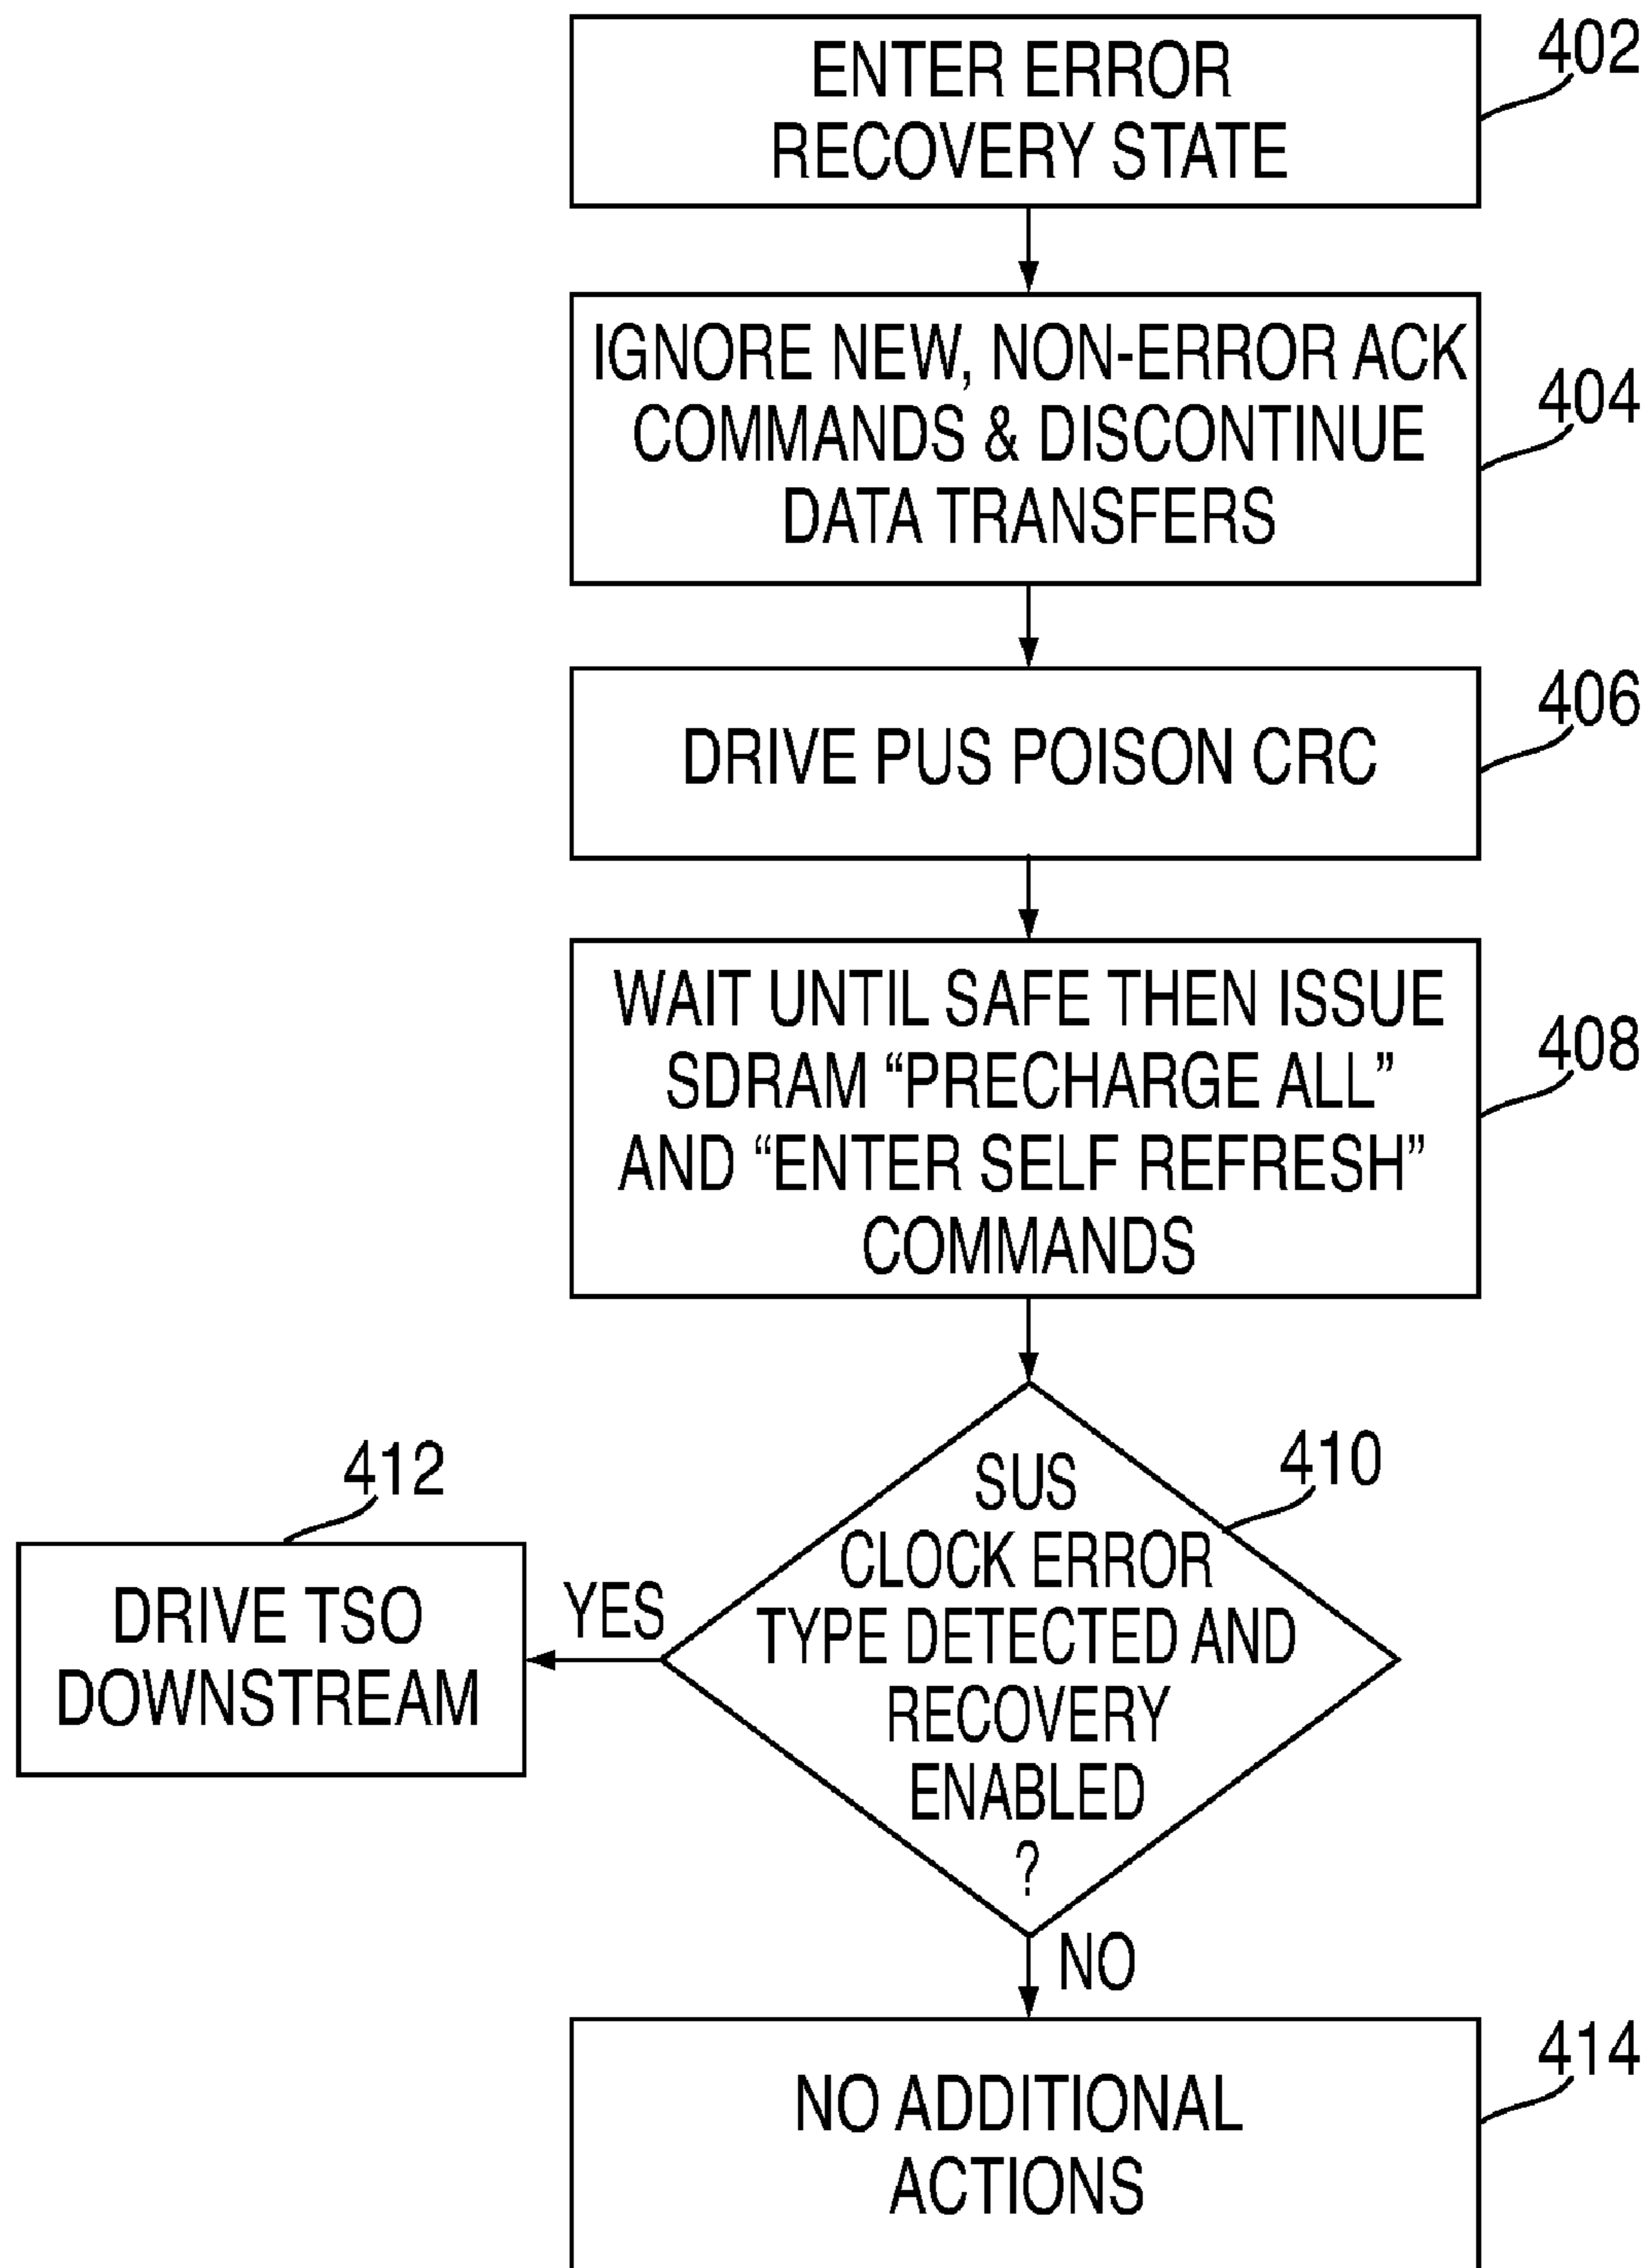 ENTER ERROR
RECOVERY STATE
402
IGNORE NEW, NON-ERROR ACK
COMMANDS & DISCONTINUE
DATA TRANSFERS
404
DRIVE PUS POISON CRC
406
WAIT UNTIL SAFE THEN ISSUE
SDRAM “PRECHARGE ALL”
AND “ENTER SELF REFRESH”
COMMANDS
408
SUS
CLOCK ERROR
TYPE DETECTED AND
RECOVERY
ENABLED
?
410
YES
412
DRIVE TS0
DOWNSTREAM
NO
NO ADDITIONAL
ACTIONS
414